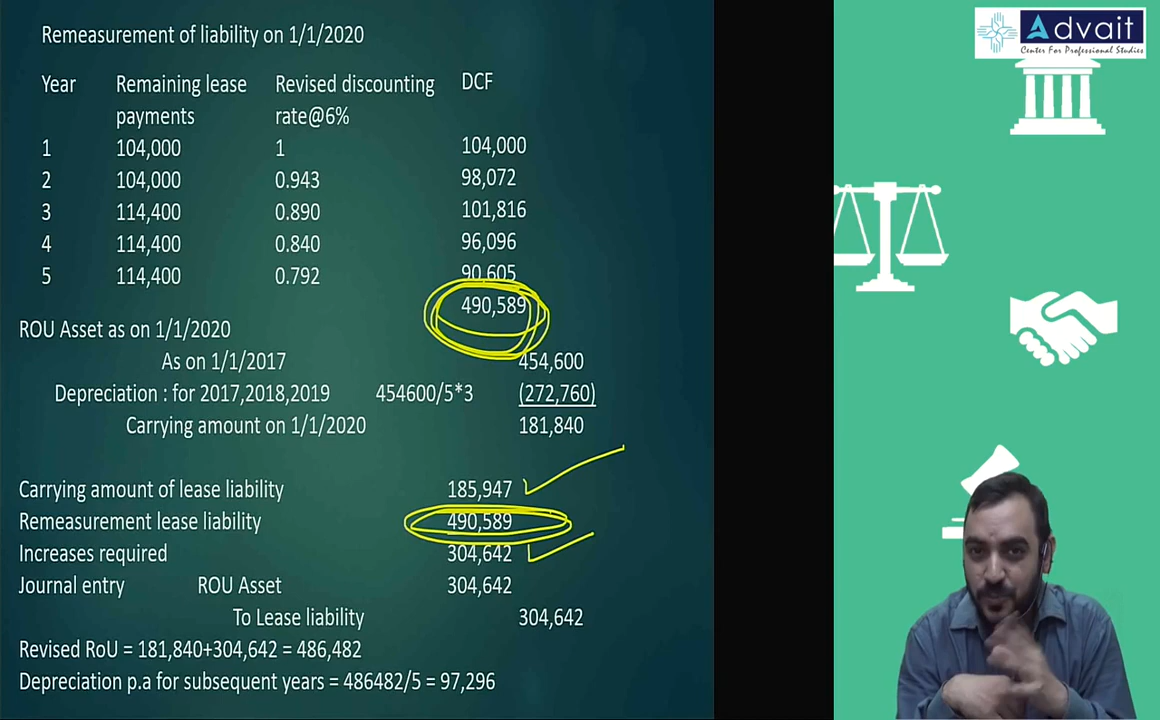 Remeasurement of liability on 1/1/2020
Advait
Center For Professional Studies
Year Remaining lease payments Revised discounting rate@6% DCF
1 104,000 1 104,000
2 104,000 0.943 98,072
3 114,400 0.890 101,816
4 114,400 0.840 96,096
5 114,400 0.792 90,605
490,589
ROU Asset as on 1/1/2020
As on 1/1/2017 454,600
Depreciation : for 2017,2018,2019 454600/5*3 (272,760)
Carrying amount on 1/1/2020 181,840
Carrying amount of lease liability 185,947
Remeasurement lease liability 490,589
Increases required 304,642
Journal entry ROU Asset 304,642
To Lease liability 304,642
Revised RoU = 181,840+304,642 = 486,482
Depreciation p.a for subsequent years = 486482/5 = 97,296